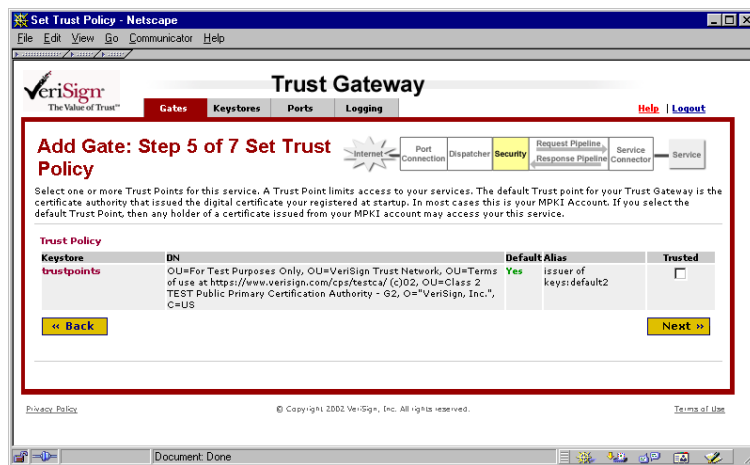 Set Trust Policy - Netscape
File Edit View Go Communicator Help
VeriSign
The Value of Trust™
Trust Gateway
Gates Keystores Ports Logging
Help | Logout
Add Gate: Step 5 of 7 Set Trust
Policy
Internet Port Connection Dispatcher Security Request Pipeline Response Pipeline Service Connector Service
Select one or more Trust Points for this service. A Trust Point limits access to your services. The default Trust point for your Trust Gateway is the
certificate authority that issued the digital certificate your registered at startup. In most cases this is your MPKI Account. If you select the
default Trust Point, then any holder of a certificate issued from your MPKI account may access your this service.
Trust Policy
Keystore DN Default Alias Trusted
trustpoints OU=For Test Purposes Only, OU=VeriSign Trust Network, OU=Terms Yes issuer of
of use at https://www.verisign.com/cps/testca/ (c)02, OU=Class 2 keys:default2
TEST Public Primary Certification Authority - G2, O="VeriSign, Inc.",
C=US
« Back Next »
Privacy Policy © Copyright 2002 VeriSign, Inc. All rights reserved. Terms of Use
Document: Done